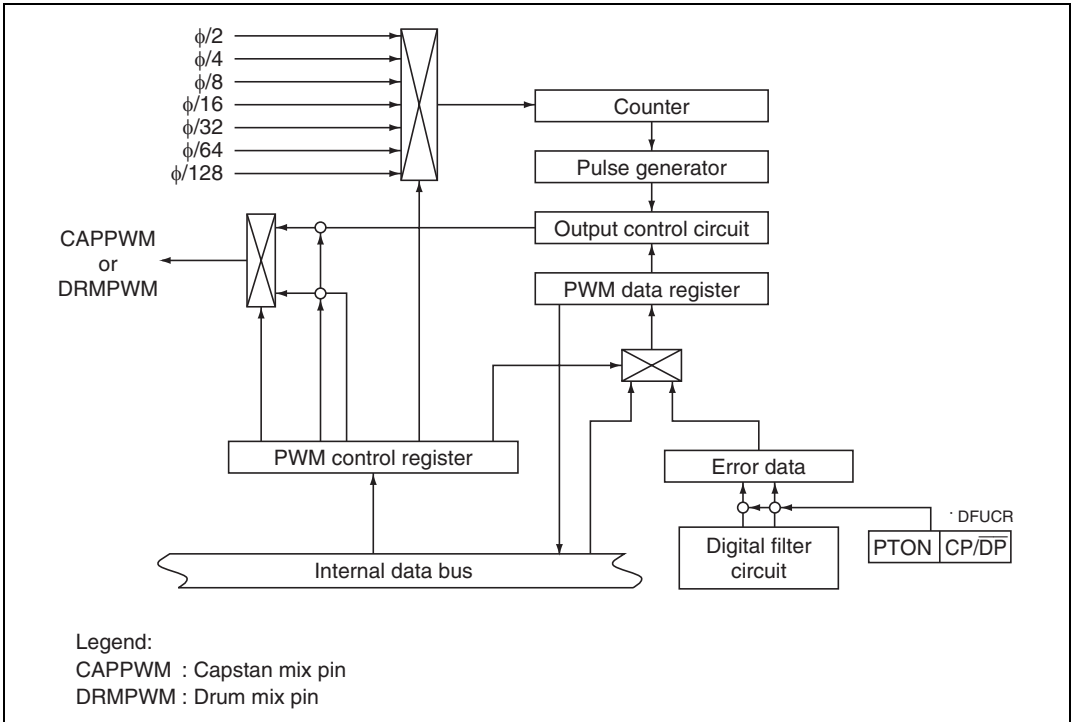 ϕ/2
ϕ/4
ϕ/8
ϕ/16
ϕ/32
ϕ/64
ϕ/128
Counter
Pulse generator
Output control circuit
PWM data register
CAPPWM
or
DRMPWM
PWM control register
Error data
· DFUCR
Digital filter
circuit
PTON CP/D̅P̅
Internal data bus
Legend:
CAPPWM : Capstan mix pin
DRMPWM : Drum mix pin